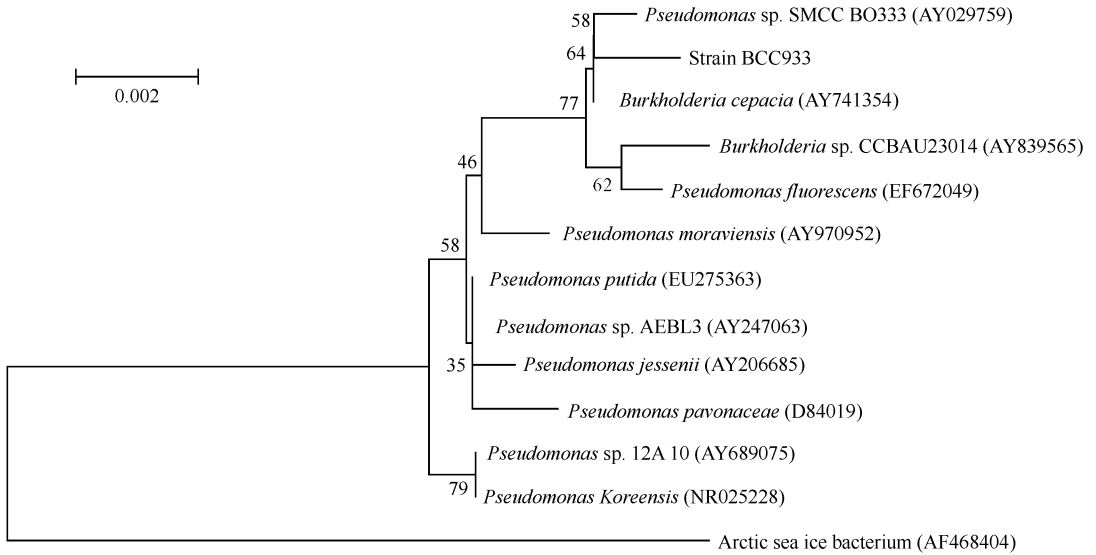 58
Pseudomonas sp. SMCC BO333 (AY029759)
64
Strain BCC933
0.002
77
Burkholderia cepacia (AY741354)
Burkholderia sp. CCBAU23014 (AY839565)
46
62
Pseudomonas fluorescens (EF672049)
Pseudomonas moraviensis (AY970952)
58
Pseudomonas putida (EU275363)
Pseudomonas sp. AEBL3 (AY247063)
35
Pseudomonas jessenii (AY206685)
Pseudomonas pavonaceae (D84019)
Pseudomonas sp. 12A 10 (AY689075)
79
Pseudomonas Koreensis (NR025228)
Arctic sea ice bacterium (AF468404)